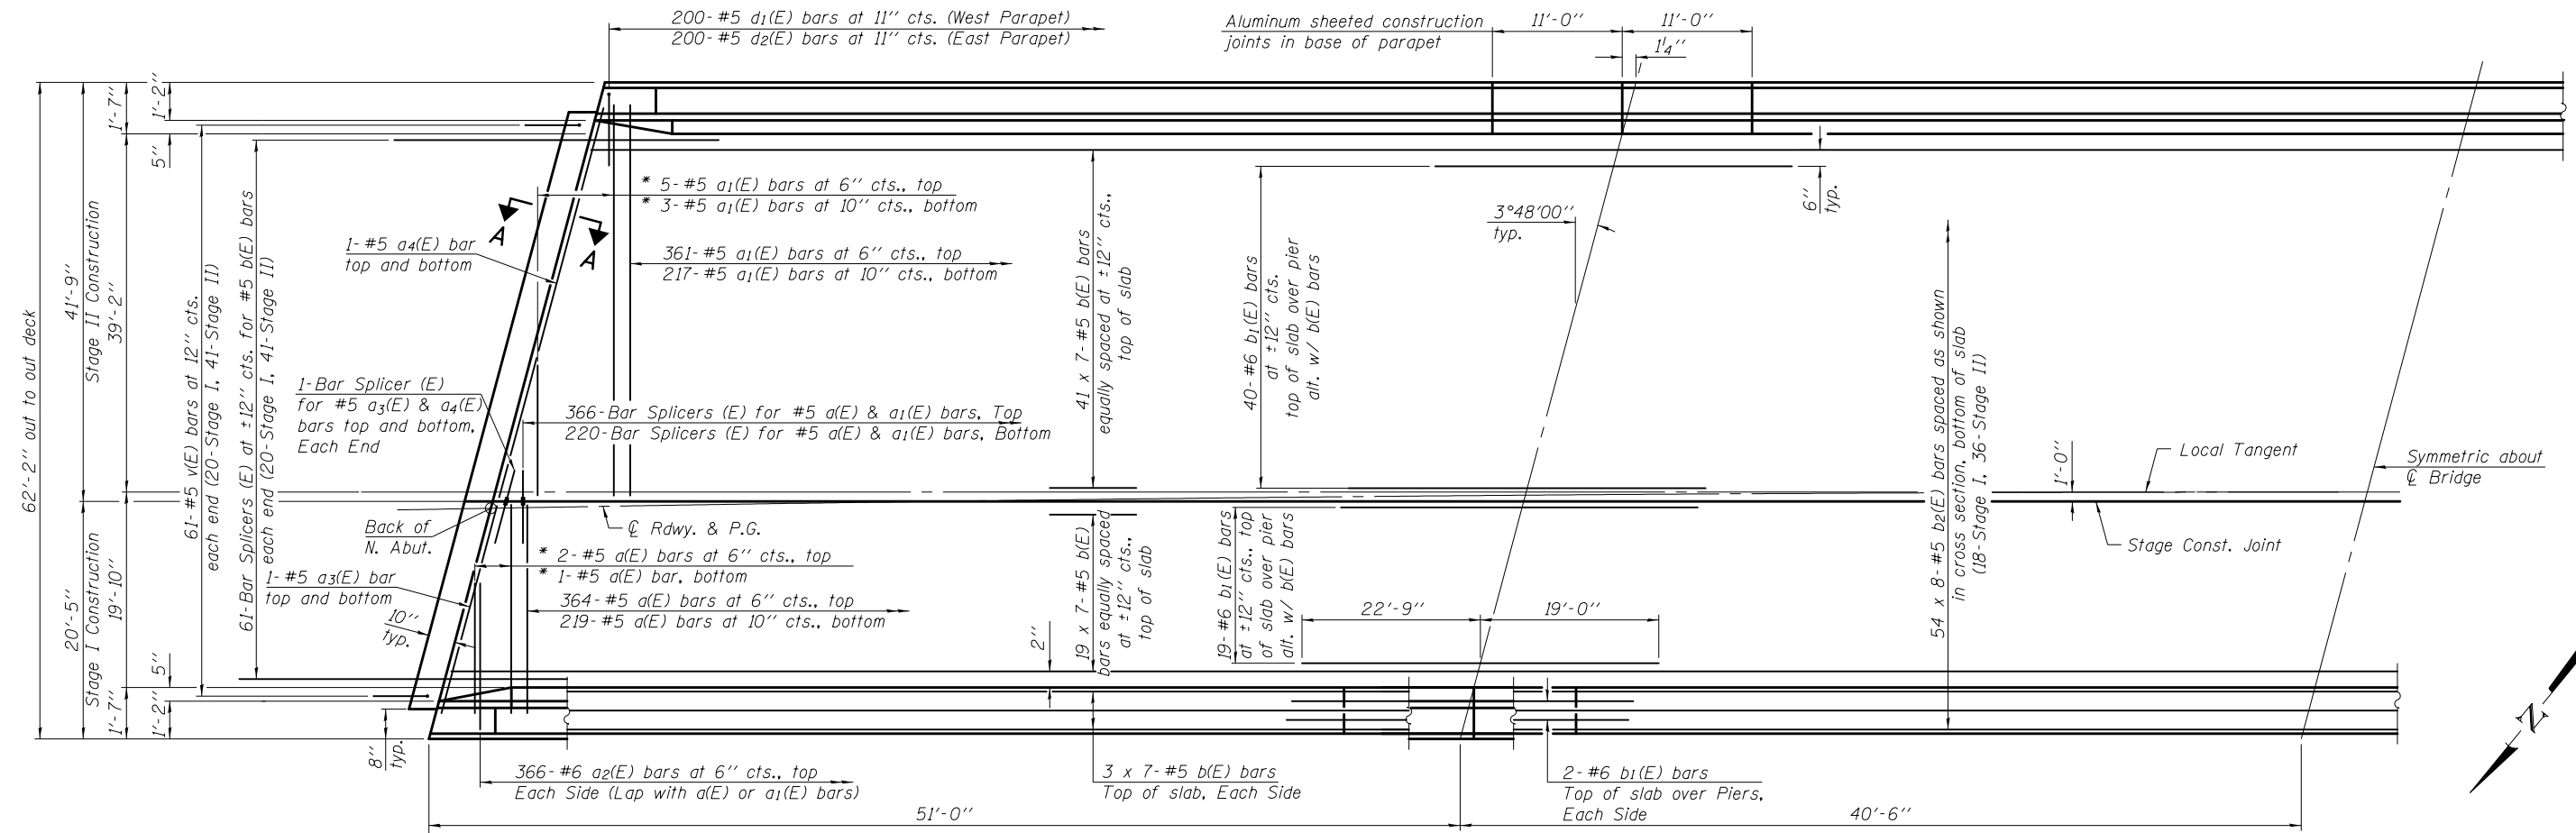 200-#5 d1(E) bars at 11" cts. (West Parapet)
200-#5 d2(E) bars at 11" cts. (East Parapet)
Aluminum sheeted construction
joints in base of parapet
11'-0"
11'-0"
1 1/4"
1'-2"
1'-7"
5"
* 5-#5 a1(E) bars at 6" cts., top
* 3-#5 a1(E) bars at 10" cts., bottom
6"
typ.
3°48'00"
typ.
A
A
1-#5 a4(E) bar
top and bottom
361-#5 a1(E) bars at 6" cts., top
217-#5 a1(E) bars at 10" cts., bottom
41 x 7-#5 b(E) bars
equally spaced at ±12" cts.,
top of slab
40-#6 b1(E) bars
at ±12" cts.
top of slab over pier
alt. w/ b(E) bars
62'-2" out to out deck
41'-9"
Stage II Construction
39'-2"
61-#5 v(E) bars at 12" cts.
each end (20-Stage I, 41-Stage II)
61-Bar Splicers (E) at ±12" cts. for #5 b(E) bars
each end (20-Stage I, 41-Stage II)
1-Bar Splicer (E)
for #5 a3(E) & a4(E)
bars top and bottom,
Each End
366-Bar Splicers (E) for #5 a(E) & a1(E) bars, Top
220-Bar Splicers (E) for #5 a(E) & a1(E) bars, Bottom
54 x 8-#5 b2(E) bars spaced as shown
in cross section, bottom of slab
(18-Stage I, 36-Stage II)
1'-0"
Local Tangent
Symmetric about
℄ Bridge
Back of
N. Abut.
℄ Rdwy. & P.G.
Stage Const. Joint
20'-5"
Stage I Construction
19'-10"
* 2-#5 a(E) bars at 6" cts., top
* 1-#5 a(E) bar, bottom
1-#5 a3(E) bar
top and bottom
10"
typ.
364-#5 a(E) bars at 6" cts., top
219-#5 a(E) bars at 10" cts., bottom
2"
19 x 7-#5 b(E)
bars equally spaced
at ±12" cts.,
top of slab
19-#6 b1(E) bars
at ±12" cts., top
of slab over pier
alt. w/ b(E) bars
22'-9"
19'-0"
5"
1'-7"
1'-2"
8"
typ.
366-#6 a2(E) bars at 6" cts., top
Each Side (Lap with a(E) or a1(E) bars)
3 x 7-#5 b(E) bars
Top of slab, Each Side
2-#6 b1(E) bars
Top of slab over Piers,
Each Side
51'-0"
40'-6"
N